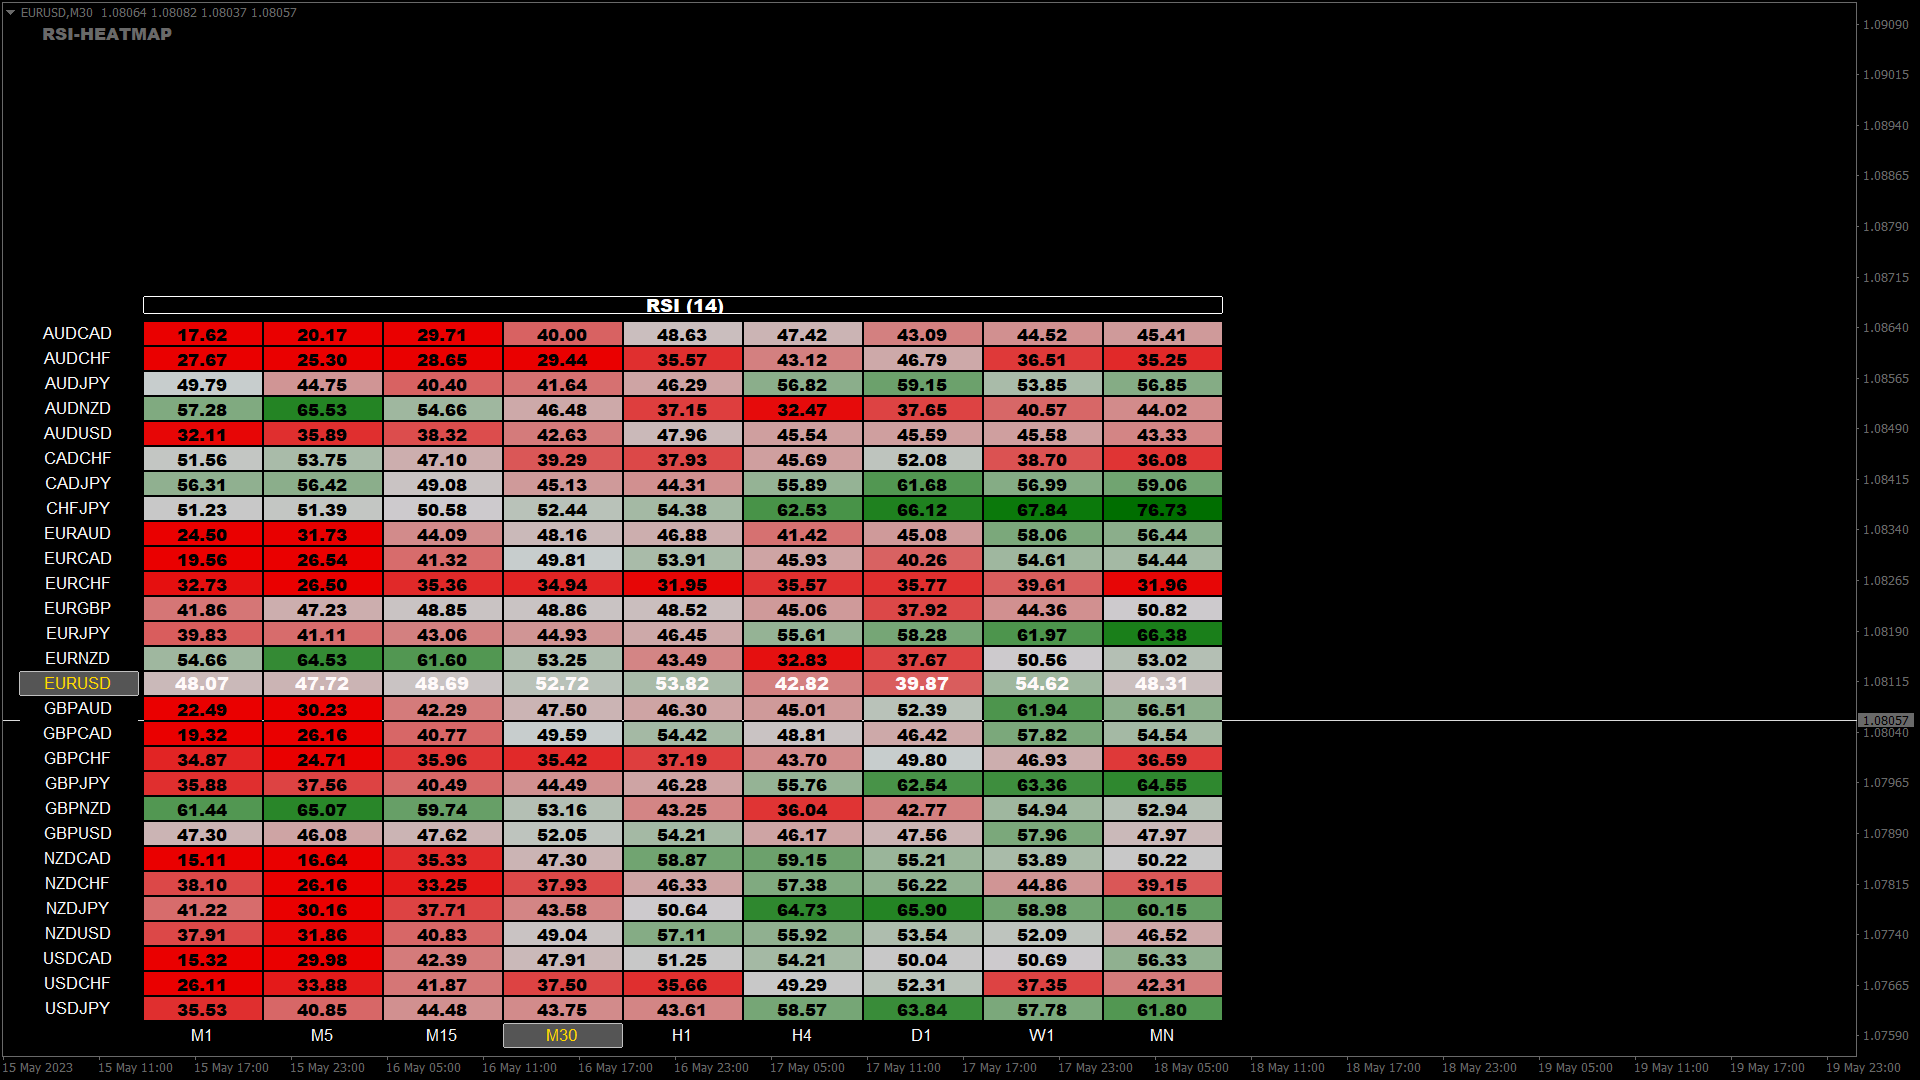 EURUSD,M30 1.08064 1.08082 1.08037 1.08057
RSI-HEATMAP
RSI (14)
AUDCAD 17.62 20.17 29.71 40.00 48.63 47.42 43.09 44.52 45.41
AUDCHF 27.67 25.30 28.65 29.44 35.57 43.12 46.79 36.51 35.25
AUDJPY 49.79 44.75 40.40 41.64 46.29 56.82 59.15 53.85 56.85
AUDNZD 57.28 65.53 54.66 46.48 37.15 32.47 37.65 40.57 44.02
AUDUSD 32.11 35.89 38.32 42.63 47.96 45.54 45.59 45.58 43.33
CADCHF 51.56 53.75 47.10 39.29 37.93 45.69 52.08 38.70 36.08
CADJPY 56.31 56.42 49.08 45.13 44.31 55.89 61.68 56.99 59.06
CHFJPY 51.23 51.39 50.58 52.44 54.38 62.53 66.12 67.84 76.73
EURAUD 24.50 31.73 44.09 48.16 46.88 41.42 45.08 58.06 56.44
EURCAD 19.56 26.54 41.32 49.81 53.91 45.93 40.26 54.61 54.44
EURCHF 32.73 26.50 35.36 34.94 31.95 35.57 35.77 39.61 31.96
EURGBP 41.86 47.23 48.85 48.86 48.52 45.06 37.92 44.36 50.82
EURJPY 39.83 41.11 43.06 44.93 46.45 55.61 58.28 61.97 66.38
EURNZD 54.66 64.53 61.60 53.25 43.49 32.83 37.67 50.56 53.02
EURUSD 48.07 47.72 48.69 52.72 53.82 42.82 39.87 54.62 48.31
GBPAUD 22.49 30.23 42.29 47.50 46.30 45.01 52.39 61.94 56.51
GBPCAD 19.32 26.16 40.77 49.59 54.42 48.81 46.42 57.82 54.54
GBPCHF 34.87 24.71 35.96 35.42 37.19 43.70 49.80 46.93 36.59
GBPJPY 35.88 37.56 40.49 44.49 46.28 55.76 62.54 63.36 64.55
GBPNZD 61.44 65.07 59.74 53.16 43.25 36.04 42.77 54.94 52.94
GBPUSD 47.30 46.08 47.62 52.05 54.21 46.17 47.56 57.96 47.97
NZDCAD 15.11 16.64 35.33 47.30 58.87 59.15 55.21 53.89 50.22
NZDCHF 38.10 26.16 33.25 37.93 46.33 57.38 56.22 44.86 39.15
NZDJPY 41.22 30.16 37.71 43.58 50.64 64.73 65.90 58.98 60.15
NZDUSD 37.91 31.86 40.83 49.04 57.11 55.92 53.54 52.09 46.52
USDCAD 15.32 29.98 42.39 47.91 51.25 54.21 50.04 50.69 56.33
USDCHF 26.11 33.88 41.87 37.50 35.66 49.29 52.31 37.35 42.31
USDJPY 35.53 40.85 44.48 43.75 43.61 58.57 63.84 57.78 61.80
M1 M5 M15 M30 H1 H4 D1 W1 MN
1.09090
1.09015
1.08940
1.08865
1.08790
1.08715
1.08640
1.08565
1.08490
1.08415
1.08340
1.08265
1.08190
1.08115
1.08057
1.08040
1.07965
1.07890
1.07815
1.07740
1.07665
1.07590
15 May 2023 15 May 11:00 15 May 17:00 15 May 23:00 16 May 05:00 16 May 11:00 16 May 17:00 16 May 23:00 17 May 05:00 17 May 11:00 17 May 17:00 17 May 23:00 18 May 05:00 18 May 11:00 18 May 17:00 18 May 23:00 19 May 05:00 19 May 11:00 19 May 17:00 19 May 23:00